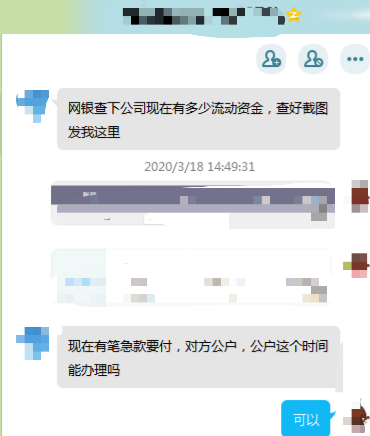 网银查下公司现在有多少流动资金，查好截图
发我这里
2020/3/18 14:49:31
现在有笔急款要付，对方公户，公户这个时间
能办理吗
可以